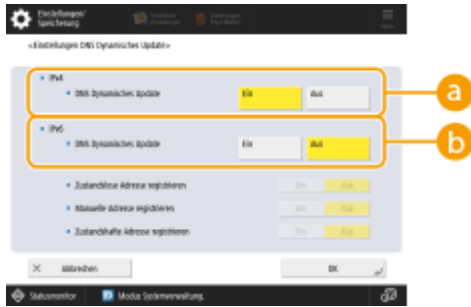 Einstellungen/
Speicherung
<Einstellungen DNS Dynamisches Update>
IPv4
DNS Dynamisches Update
Ein
Aus
a
IPv6
DNS Dynamisches Update
Ein
Aus
b
Zustandslose Adresse registrieren
Ein
Aus
Manuelle Adresse registrieren
Ein
Aus
Zustandshafte Adresse registrieren
Ein
Aus
Abbrechen
OK
Statusmonitor
Modus Systemverwaltung.